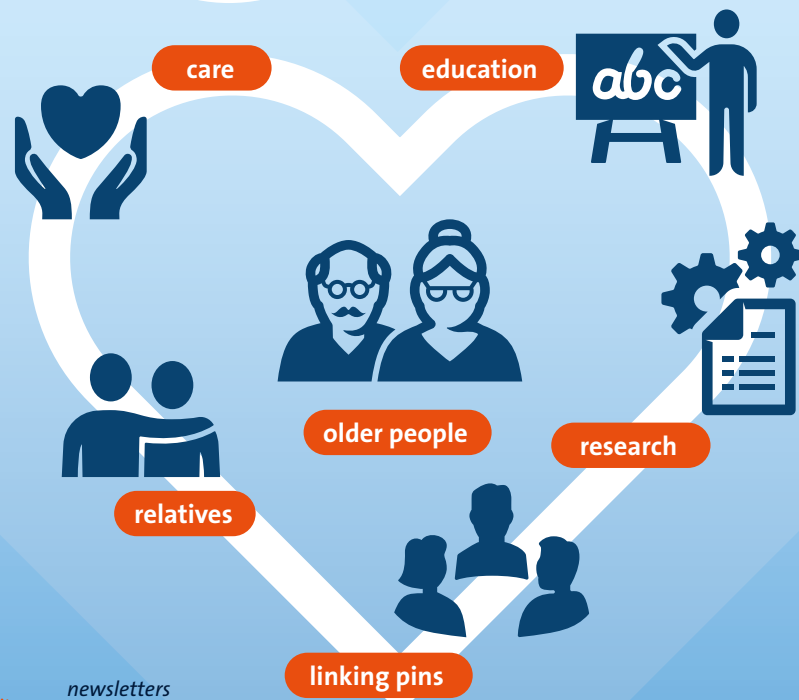 care
education
abc
older people
research
relatives
linking pins
newsletters